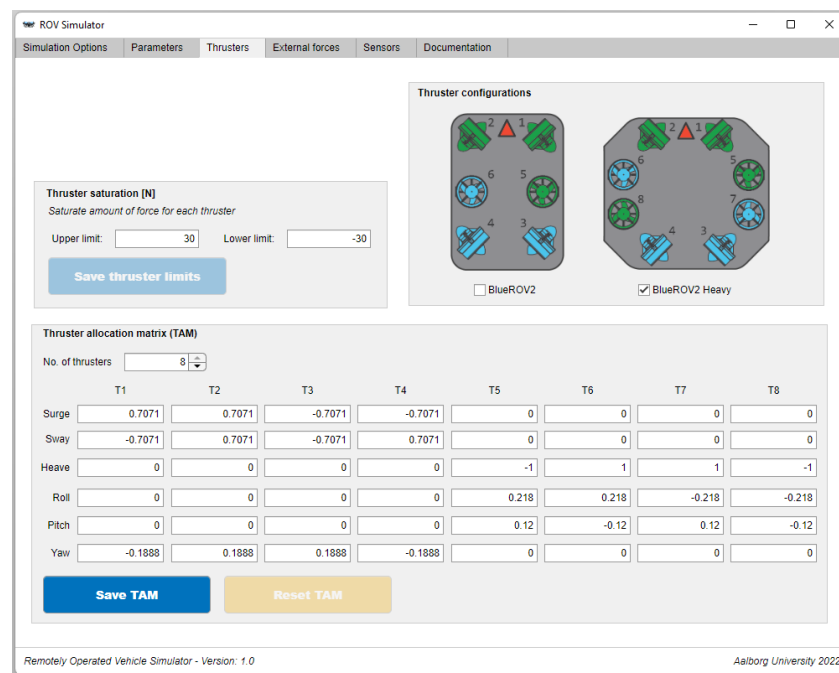 ROV Simulator
Simulation Options Parameters Thrusters External forces Sensors Documentation
Thruster configurations
2 1 2 1
6 5 6 5
8 7
4 3 4 3
BlueROV2 BlueROV2 Heavy
Thruster saturation [N]
Saturate amount of force for each thruster
Upper limit: 30 Lower limit: -30
Save thruster limits
Thruster allocation matrix (TAM)
No. of thrusters 8
T1 T2 T3 T4 T5 T6 T7 T8
Surge 0.7071 0.7071 -0.7071 -0.7071 0 0 0 0
Sway -0.7071 0.7071 -0.7071 0.7071 0 0 0 0
Heave 0 0 0 0 -1 1 1 -1
Roll 0 0 0 0 0.218 0.218 -0.218 -0.218
Pitch 0 0 0 0 0.12 -0.12 0.12 -0.12
Yaw -0.1888 0.1888 0.1888 -0.1888 0 0 0 0
Save TAM Reset TAM
Remotely Operated Vehicle Simulator - Version: 1.0 Aalborg University 2022